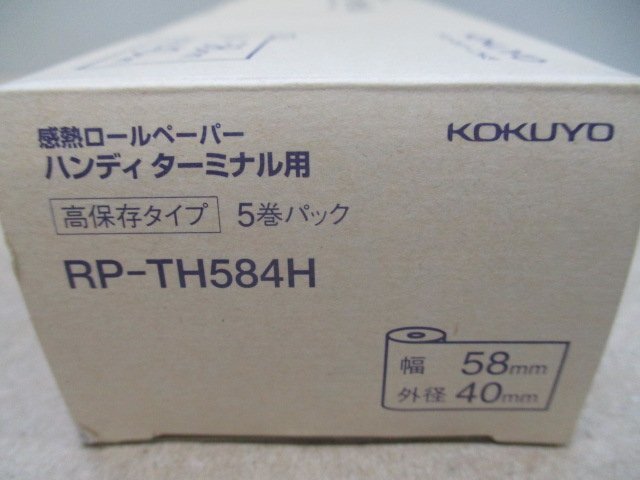 感熱ロールペーパー
ハンディターミナル用
KOKUYO
高保存タイプ 5巻パック
RP-TH584H
幅 58mm
外径 40mm